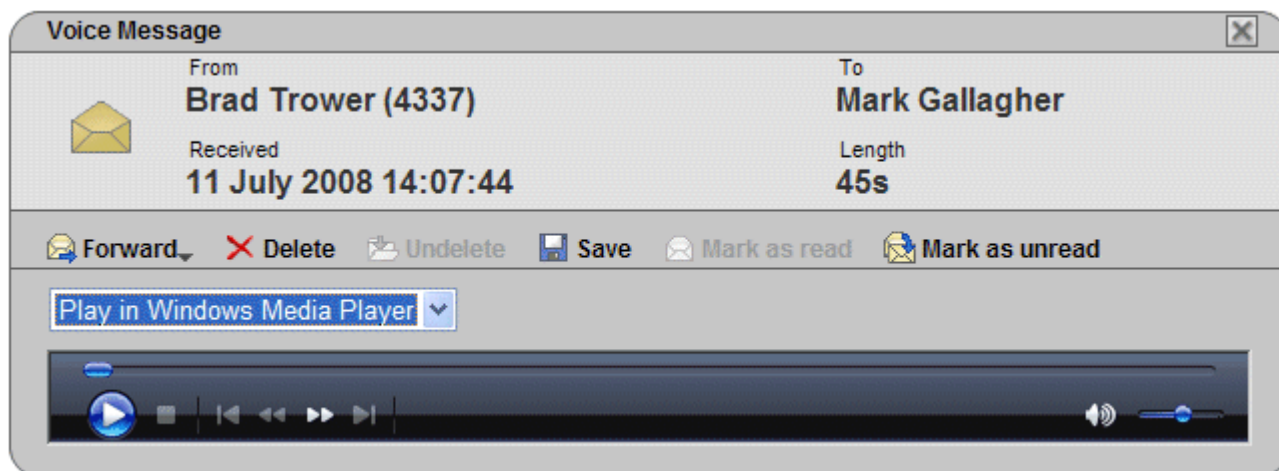 Voice Message
From To
Brad Trower (4337) Mark Gallagher
Received Length
11 July 2008 14:07:44 45s
Forward Delete Undelete Save Mark as read Mark as unread
Play in Windows Media Player